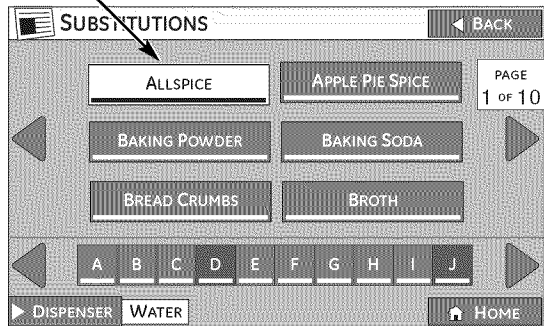 SUBSTITUTIONS
BACK
ALLSPICE
APPLE PIE SPICE
PAGE
1 OF 10
BAKING POWDER
BAKING SODA
BREAD CRUMBS
BROTH
A B C D E F G H I J
DISPENSER WATER
HOME